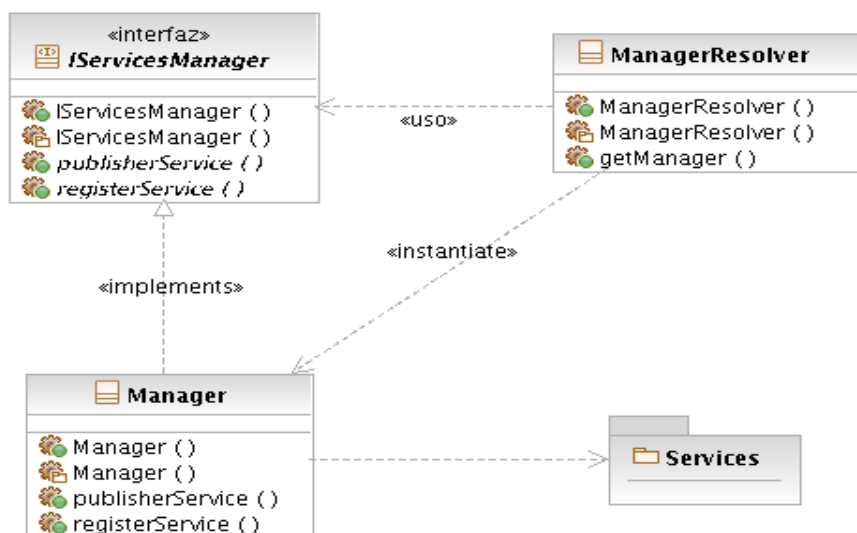 «interfaz»
IServicesManager
IServicesManager ( )
IServicesManager ( )
publisherService ( )
registerService ( )
ManagerResolver
ManagerResolver ( )
ManagerResolver ( )
getManager ( )
«uso»
«instantiate»
«implements»
Manager
Manager ( )
Manager ( )
publisherService ( )
registerService ( )
Services